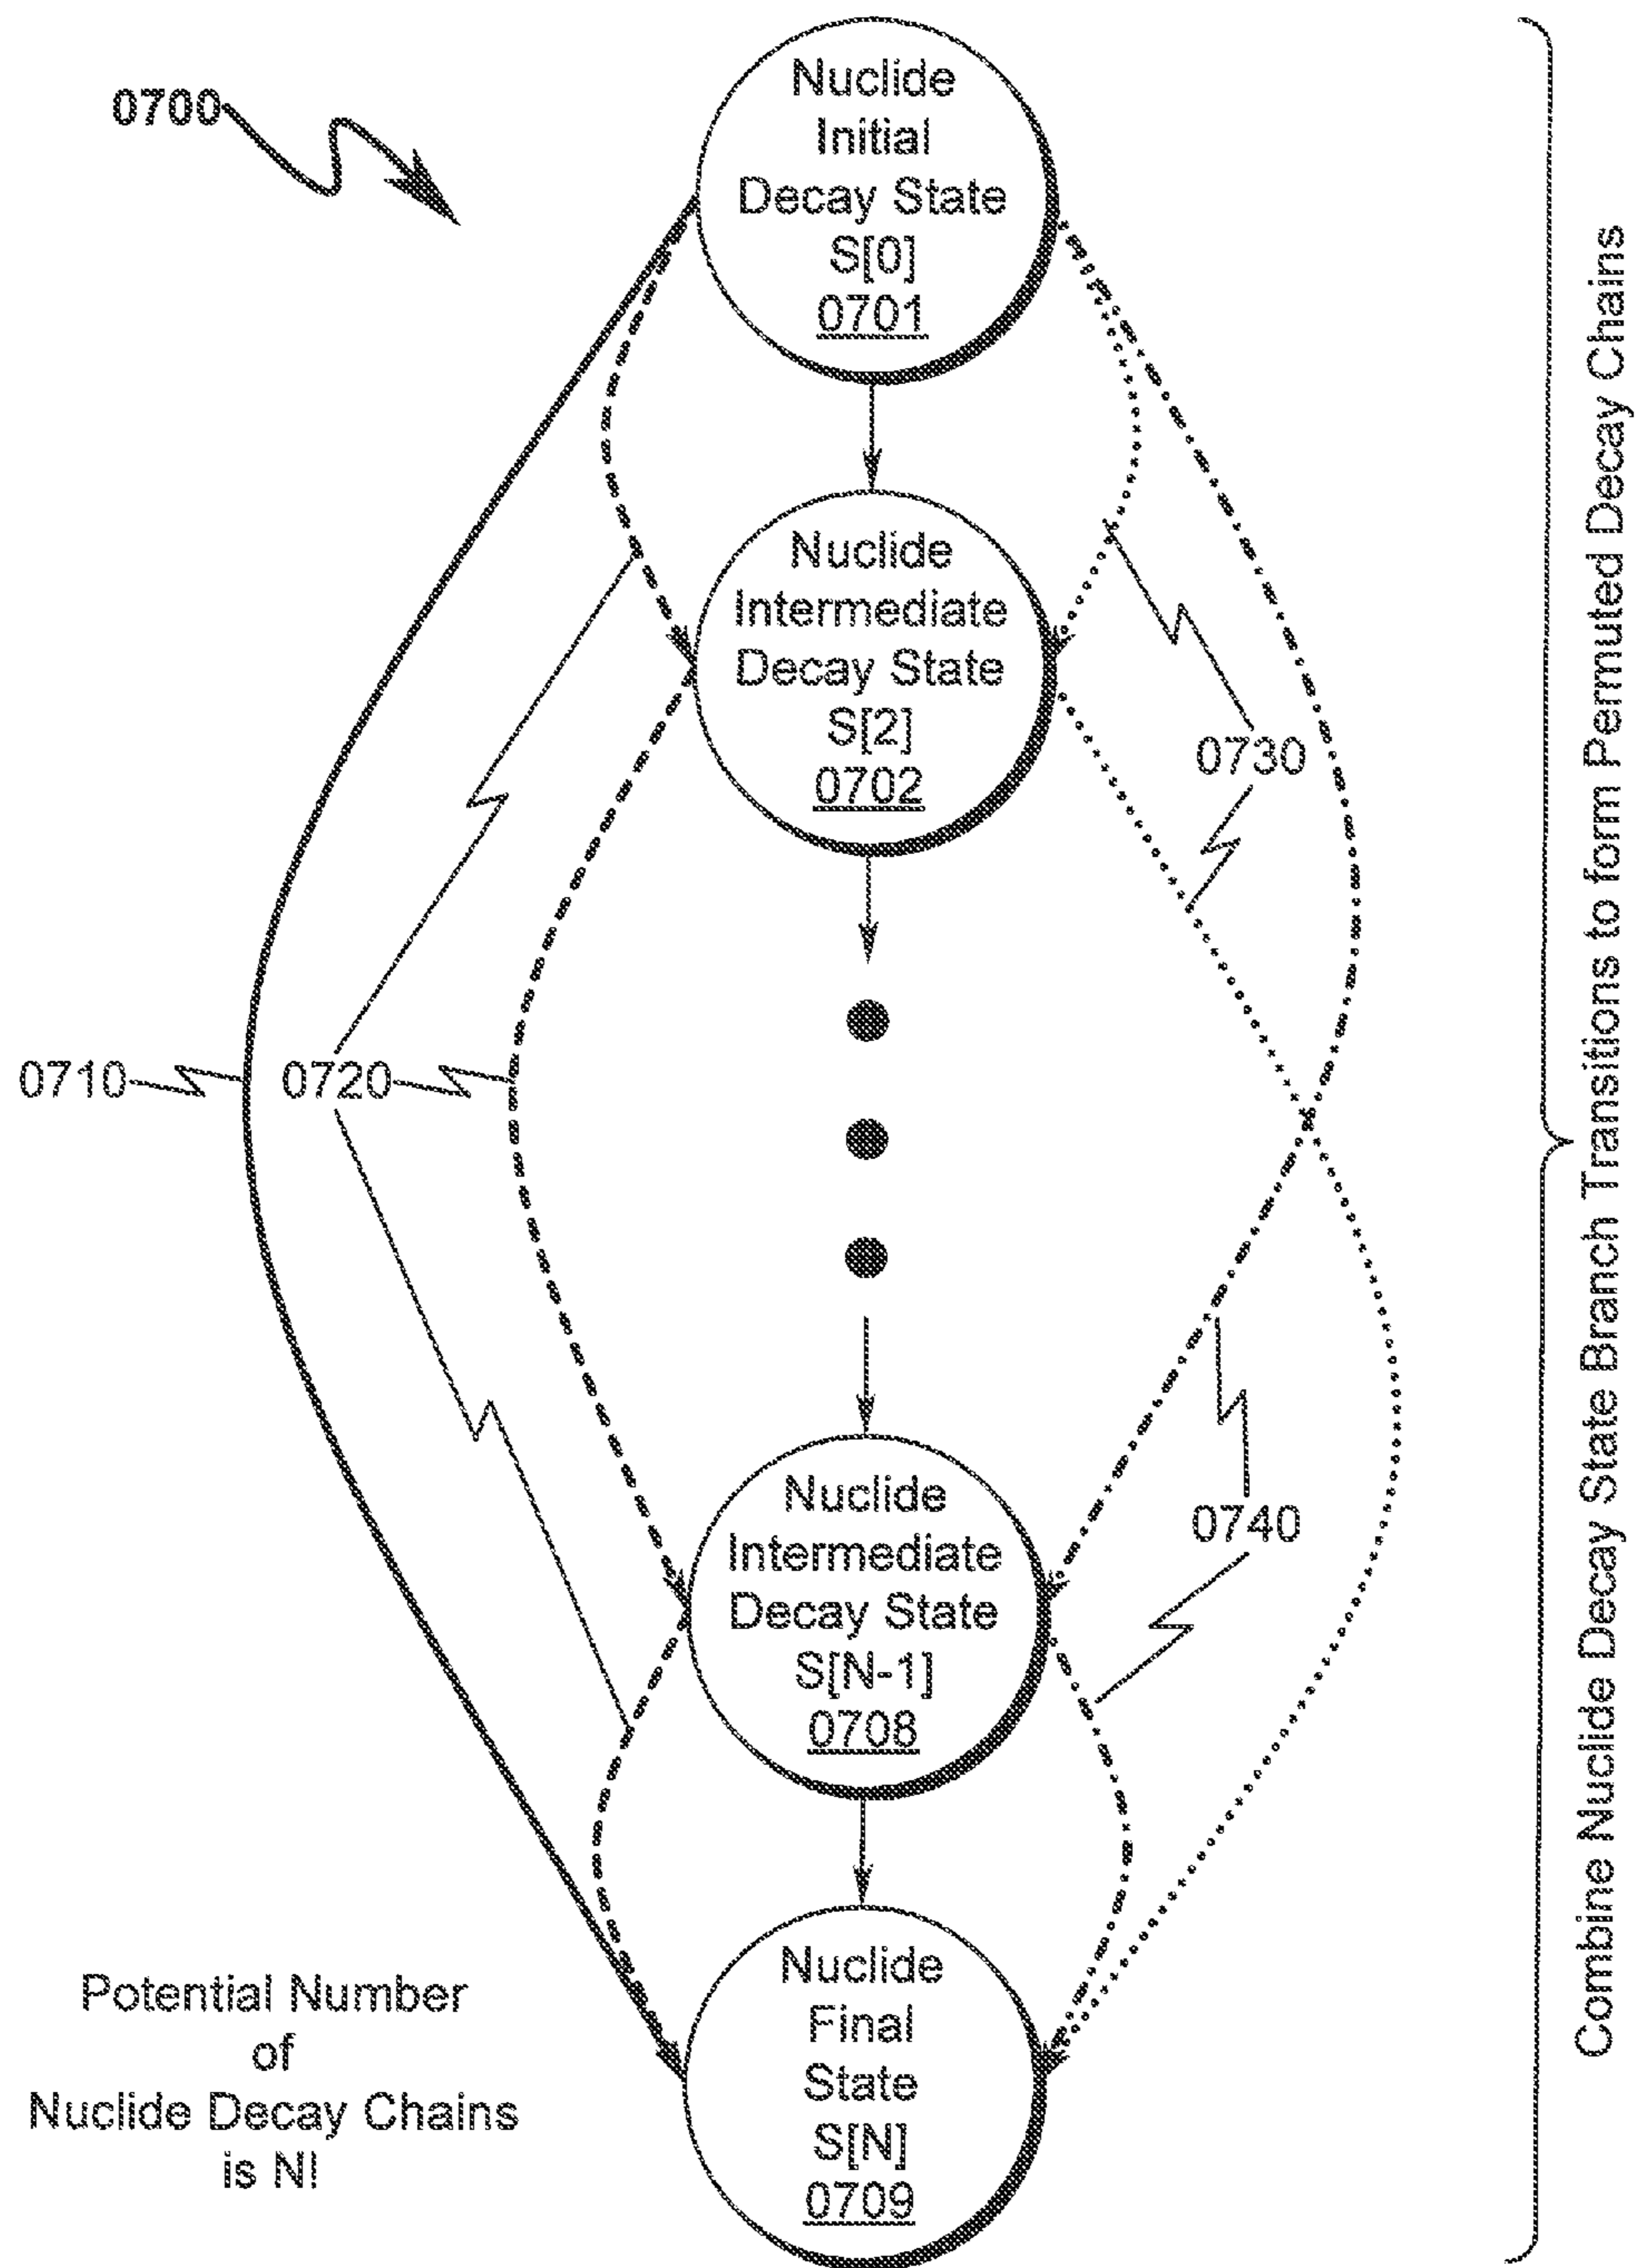 0700
Nuclide
Initial
Decay State
S[0]
0701
Nuclide
Intermediate
Decay State
S[2]
0702
0730
0710
0720
Nuclide
Intermediate
Decay State
S[N-1]
0708
0740
Nuclide
Final
State
S[N]
0709
Potential Number
of
Nuclide Decay Chains
is N!
Combine Nuclide Decay State Branch Transitions to form Permuted Decay Chains